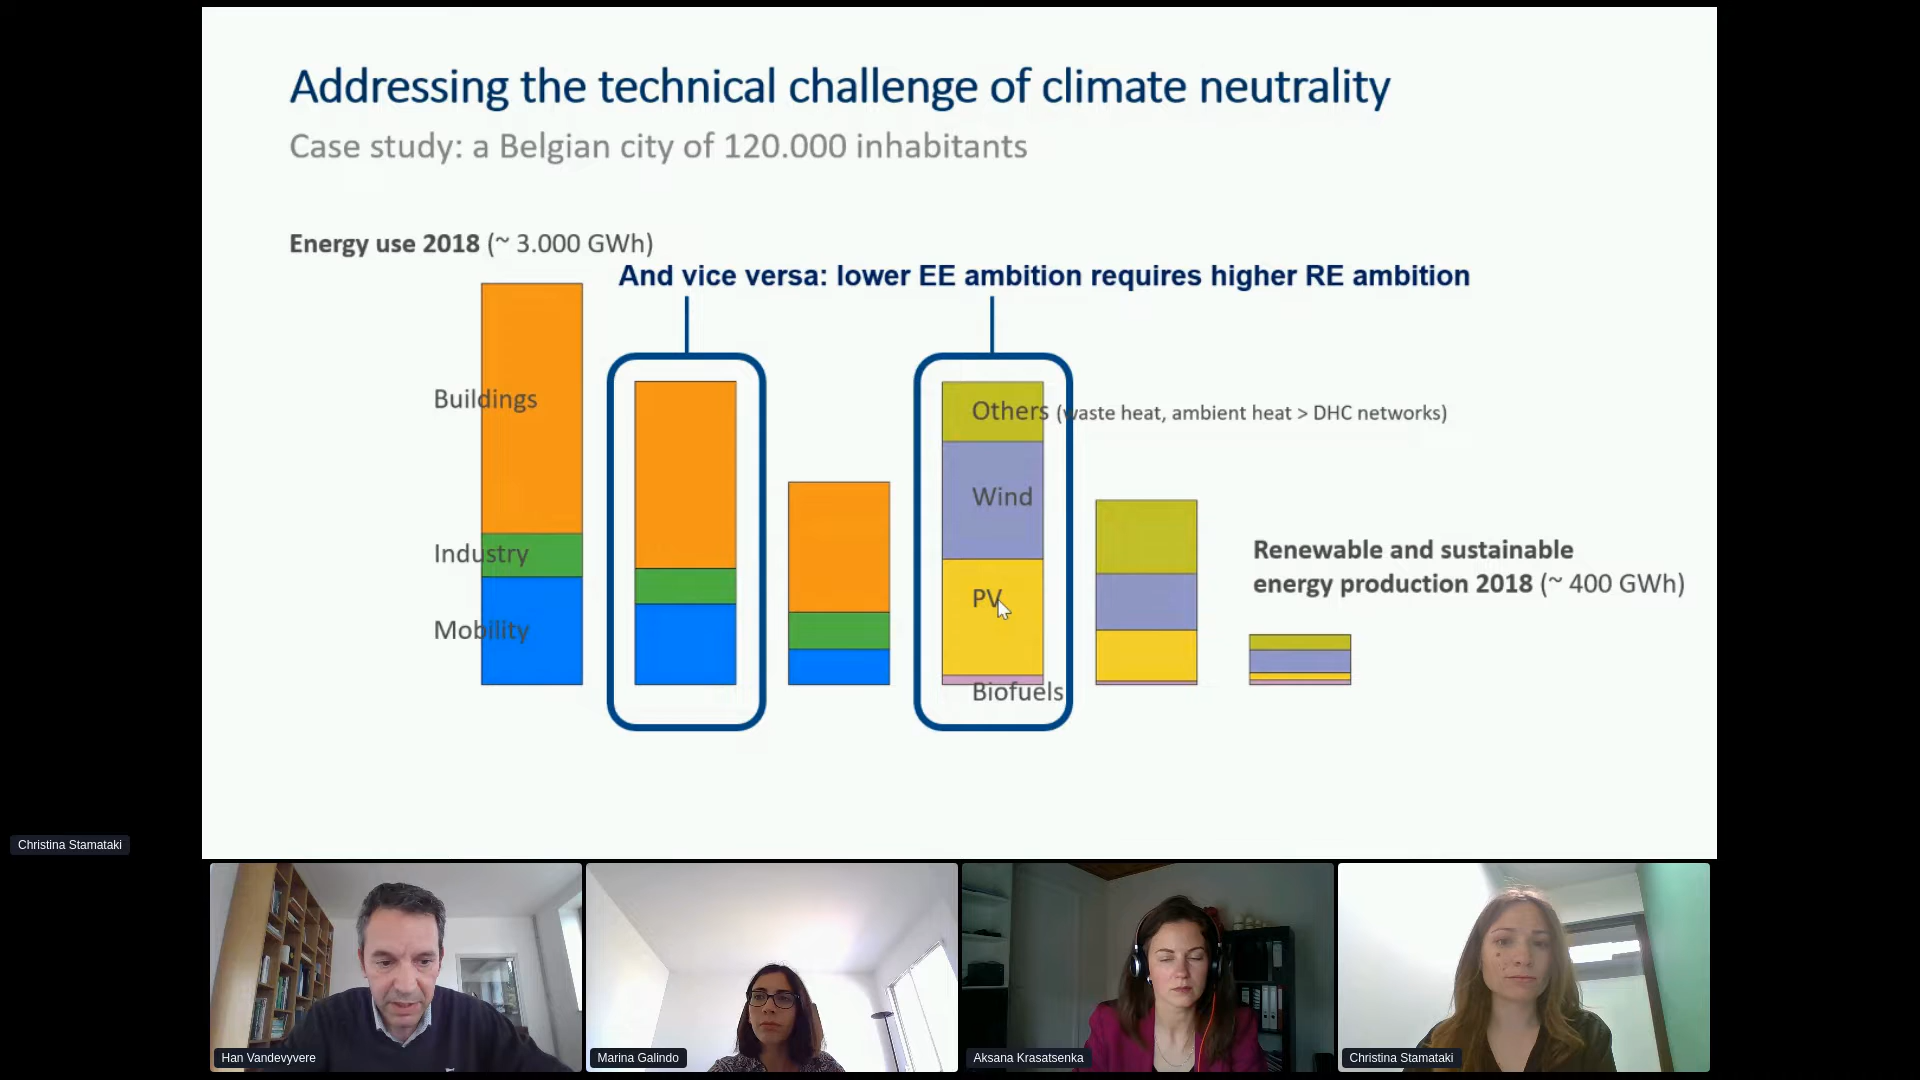 Addressing the technical challenge of climate neutrality
Case study: a Belgian city of 120.000 inhabitants
Energy use 2018 (~ 3.000 GWh)
And vice versa: lower EE ambition requires higher RE ambition
Buildings
Industry
Mobility
Others (waste heat, ambient heat > DHC networks)
Wind
PV
Biofuels
Renewable and sustainable
energy production 2018 (~ 400 GWh)
Christina Stamataki
Han Vandevyvere
Marina Galindo
Aksana Krasatsenka
Christina Stamataki